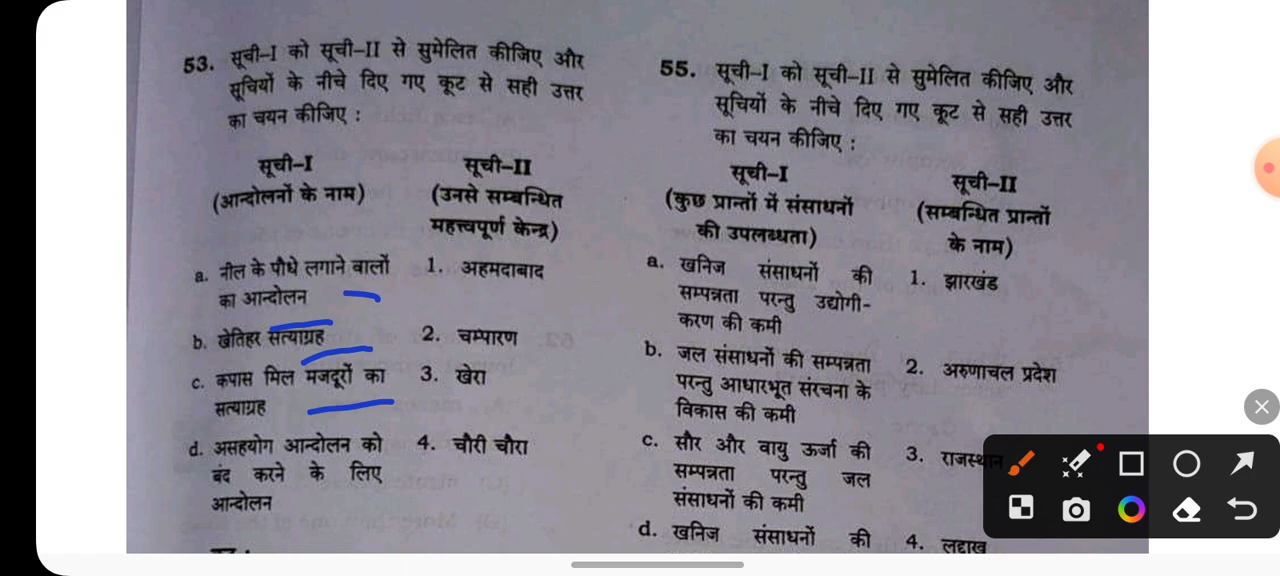 53. सूची-I को सूची-II से सुमेलित कीजिए और
सूचियों के नीचे दिए गए कूट से सही उत्तर
का चयन कीजिए :
सूची-I सूची-II
(आन्दोलनों के नाम) (उनसे सम्बन्धित
महत्त्वपूर्ण केन्द्र)
a. नील के पौधे लगाने वालों 1. अहमदाबाद
का आन्दोलन
b. खेतिहर सत्याग्रह 2. चम्पारण
c. कपास मिल मजदूरों का 3. खेरा
सत्याग्रह
d. असहयोग आन्दोलन को 4. चौरी चौरा
बंद करने के लिए
आन्दोलन
55. सूची-I को सूची-II से सुमेलित कीजिए और
सूचियों के नीचे दिए गए कूट से सही उत्तर
का चयन कीजिए :
सूची-I सूची-II
(कुछ प्रान्तों में संसाधनों (सम्बन्धित प्रान्तों
की उपलब्धता) के नाम)
a. खनिज संसाधनों की 1. झारखंड
सम्पन्नता परन्तु उद्योगी-
करण की कमी
b. जल संसाधनों की सम्पन्नता 2. अरुणाचल प्रदेश
परन्तु आधारभूत संरचना के
विकास की कमी
c. सौर और वायु ऊर्जा की 3. राजस्थान
सम्पन्नता परन्तु जल
संसाधनों की कमी
d. खनिज संसाधनों की 4. लद्दाख